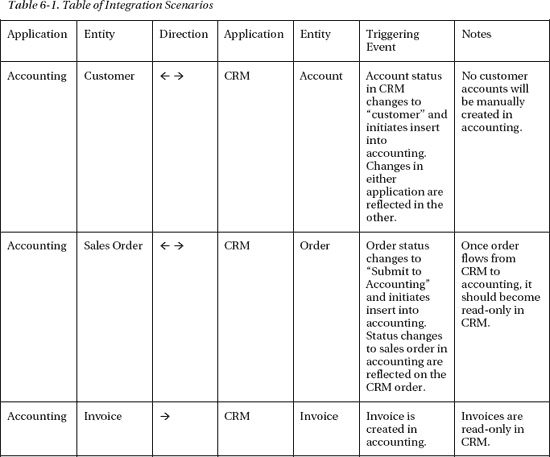 Table 6-1. Table of Integration Scenarios
Application Entity Direction Application Entity Triggering Event Notes
Accounting
Customer
← →
CRM
Account
Account status
in CRM
changes to
“customer” and
initiates insert
into
accounting.
Changes in
either
application are
reflected in the
other.
No customer
accounts will
be manually
created in
accounting.
Accounting
Sales Order
← →
CRM
Order
Order status
changes to
“Submit to
Accounting”
and initiates
insert into
accounting.
Status changes
to sales order in
accounting are
reflected on the
CRM order.
Once order
flows from
CRM to
accounting, it
should become
read-only in
CRM.
Accounting
Invoice
→
CRM
Invoice
Invoice is
created in
accounting.
Invoices are
read-only in
CRM.